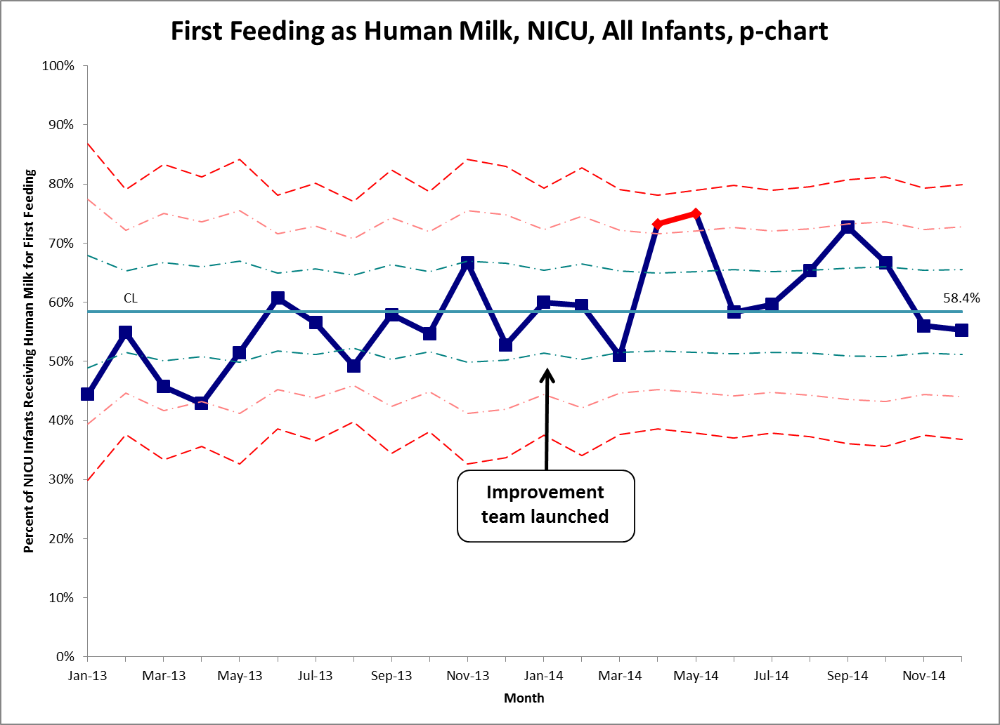 First Feeding as Human Milk, NICU, All Infants, p-chart
Percent of NICU Infants Receiving Human Milk for First Feeding
100%
90%
80%
70%
60%
50%
40%
30%
20%
10%
0%
CL
58.4%
Improvement
team launched
Jan-13
Mar-13
May-13
Jul-13
Sep-13
Nov-13
Jan-14
Mar-14
May-14
Jul-14
Sep-14
Nov-14
Month